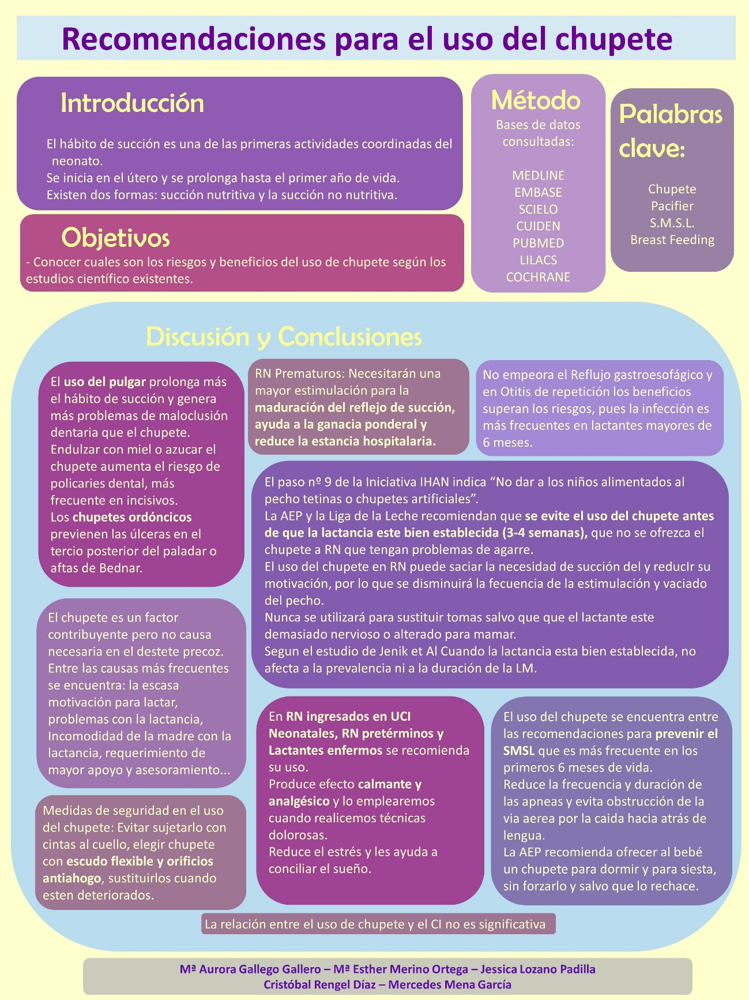 Recomendaciones para el uso del chupete
Introducción
El hábito de succión es una de las primeras actividades coordinadas del
neonato.
Se inicia en el útero y se prolonga hasta el primer año de vida.
Existen dos formas: succión nutritiva y la succión no nutritiva.
Objetivos
- Conocer cuales son los riesgos y beneficios del uso de chupete según los
estudios científico existentes.
Método
Bases de datos
consultadas:
MEDLINE
EMBASE
SCIELO
CUIDEN
PUBMED
LILACS
COCHRANE
Palabras
clave:
Chupete
Pacifier
S.M.S.L.
Breast Feeding
Discusión y Conclusiones
El uso del pulgar prolonga más
el hábito de succión y genera
más problemas de maloclusión
dentaria que el chupete.
Endulzar con miel o azucar el
chupete aumenta el riesgo de
policaries dental, más
frecuente en incisivos.
Los chupetes ordóncicos
previenen las úlceras en el
tercio posterior del paladar o
aftas de Bednar.
RN Prematuros: Necesitarán una
mayor estimulación para la
maduración del reflejo de succión,
ayuda a la ganacia ponderal y
reduce la estancia hospitalaria.
No empeora el Reflujo gastroesofágico y
en Otitis de repetición los beneficios
superan los riesgos, pues la infección es
más frecuentes en lactantes mayores de
6 meses.
El paso nº 9 de la Iniciativa IHAN indica “No dar a los niños alimentados al
pecho tetinas o chupetes artificiales”.
La AEP y la Liga de la Leche recomiendan que se evite el uso del chupete antes
de que la lactancia este bien establecida (3-4 semanas), que no se ofrezca el
chupete a RN que tengan problemas de agarre.
El uso del chupete en RN puede saciar la necesidad de succión del y reducIr su
motivación, por lo que se disminuirá la fecuencia de la estimulación y vaciado
del pecho.
Nunca se utilizará para sustituir tomas salvo que que el lactante este
demasiado nervioso o alterado para mamar.
Segun el estudio de Jenik et Al Cuando la lactancia esta bien establecida, no
afecta a la prevalencia ni a la duración de la LM.
El chupete es un factor
contribuyente pero no causa
necesaria en el destete precoz.
Entre las causas más frecuentes
se encuentra: la escasa
motivación para lactar,
problemas con la lactancia,
Incomodidad de la madre con la
lactancia, requerimiento de
mayor apoyo y asesoramiento...
Medidas de seguridad en el uso
del chupete: Evitar sujetarlo con
cintas al cuello, elegir chupete
con escudo flexible y orificios
antiahogo, sustituirlos cuando
esten deteriorados.
En RN ingresados en UCI
Neonatales, RN pretérminos y
Lactantes enfermos se recomienda
su uso.
Produce efecto calmante y
analgésico y lo emplearemos
cuando realicemos técnicas
dolorosas.
Reduce el estrés y les ayuda a
conciliar el sueño.
El uso del chupete se encuentra entre
las recomendaciones para prevenir el
SMSL que es más frecuente en los
primeros 6 meses de vida.
Reduce la frecuencia y duración de
las apneas y evita obstrucción de la
via aerea por la caida hacia atrás de
lengua.
La AEP recomienda ofrecer al bebé
un chupete para dormir y para siesta,
sin forzarlo y salvo que lo rechace.
La relación entre el uso de chupete y el CI no es significativa
Mª Aurora Gallego Gallero – Mª Esther Merino Ortega – Jessica Lozano Padilla
Cristóbal Rengel Díaz – Mercedes Mena García